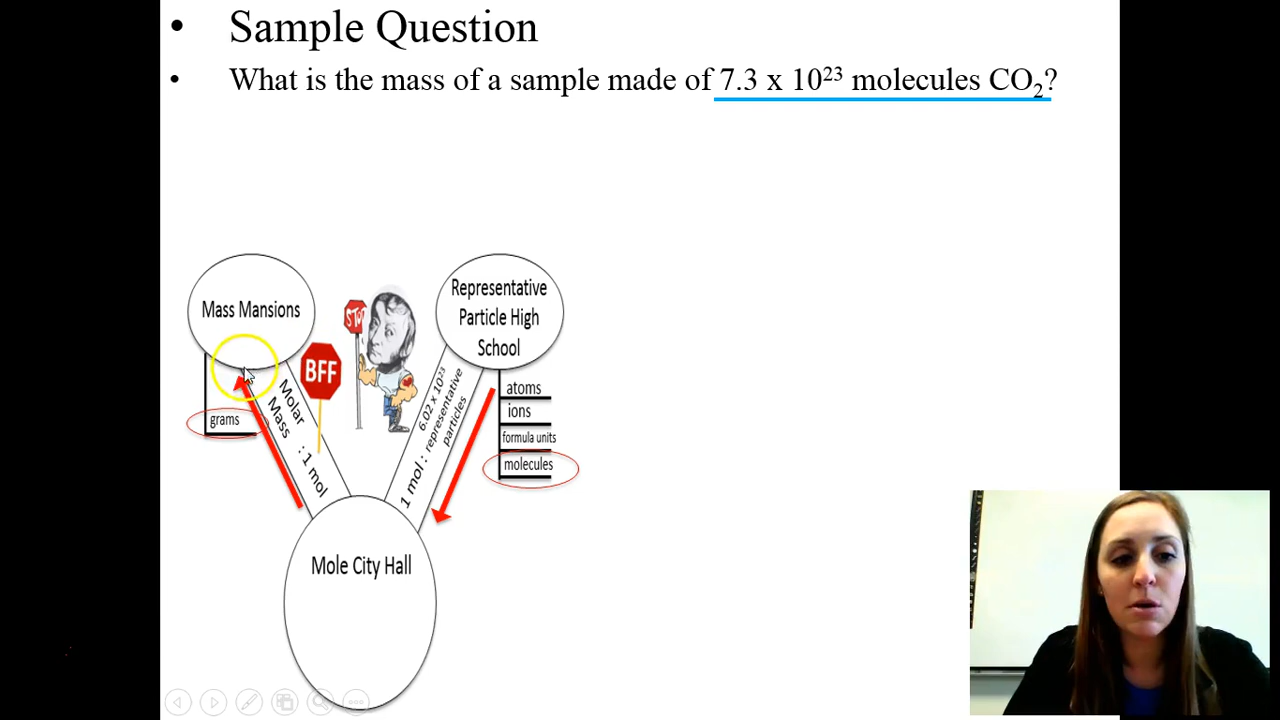 • Sample Question
• What is the mass of a sample made of 7.3 x 10²³ molecules CO₂?
Mass Mansions
Representative
Particle High
School
STOP
BFF
grams
Molar
Mass : 1 mol
6.02 x 10²³
1 mol : representative
particles
atoms
ions
formula units
molecules
Mole City Hall